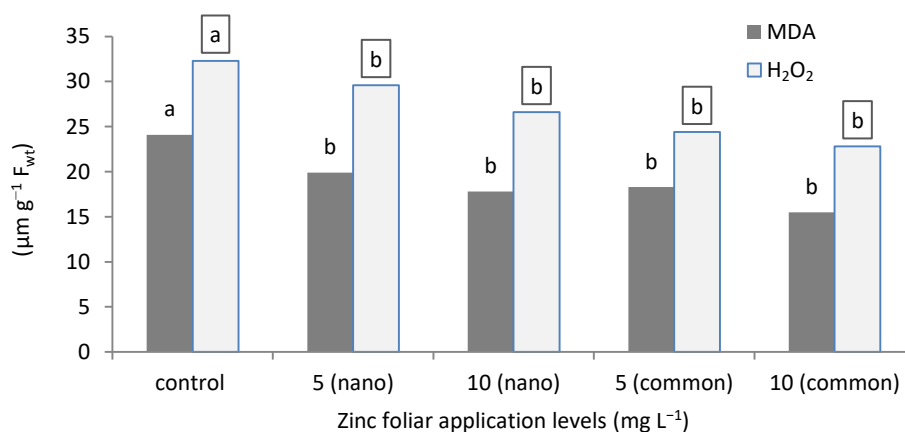 MDA
H₂O₂
35
30
25
20
15
10
5
0
(µm g⁻¹ F_wt)
a
a
b
b
b
b
b
b
b
b
control
5 (nano)
10 (nano)
5 (common)
10 (common)
Zinc foliar application levels (mg L⁻¹)